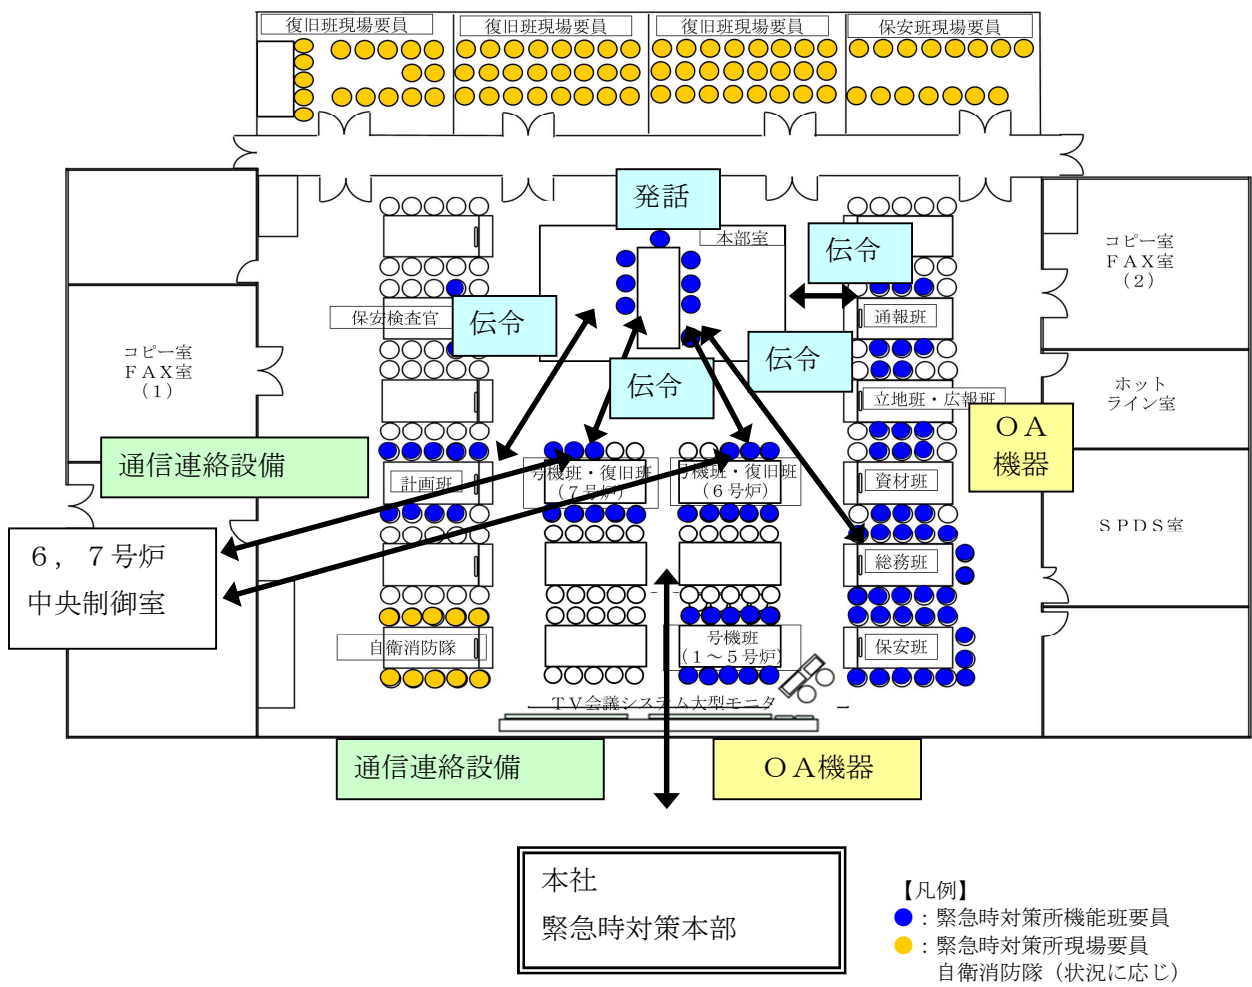 復旧班現場要員
復旧班現場要員
復旧班現場要員
保安班現場要員
発話
本部室
伝令
コピー室
ＦＡＸ室
（２）
保安検査官
伝令
通報班
コピー室
ＦＡＸ室
（１）
伝令
伝令
立地班・広報班
ホット
ライン室
ＯＡ
機器
通信連絡設備
計画班
号機班・復旧班
（７号炉）
号機班・復旧班
（６号炉）
資材班
ＳＰＤＳ室
６，７号炉
中央制御室
総務班
自衛消防隊
号機班
（１～５号炉）
保安班
ＴＶ会議システム大型モニタ
通信連絡設備
ＯＡ機器
本社
緊急時対策本部
【凡例】
：緊急時対策所機能班要員
：緊急時対策所現場要員
自衛消防隊（状況に応じ）